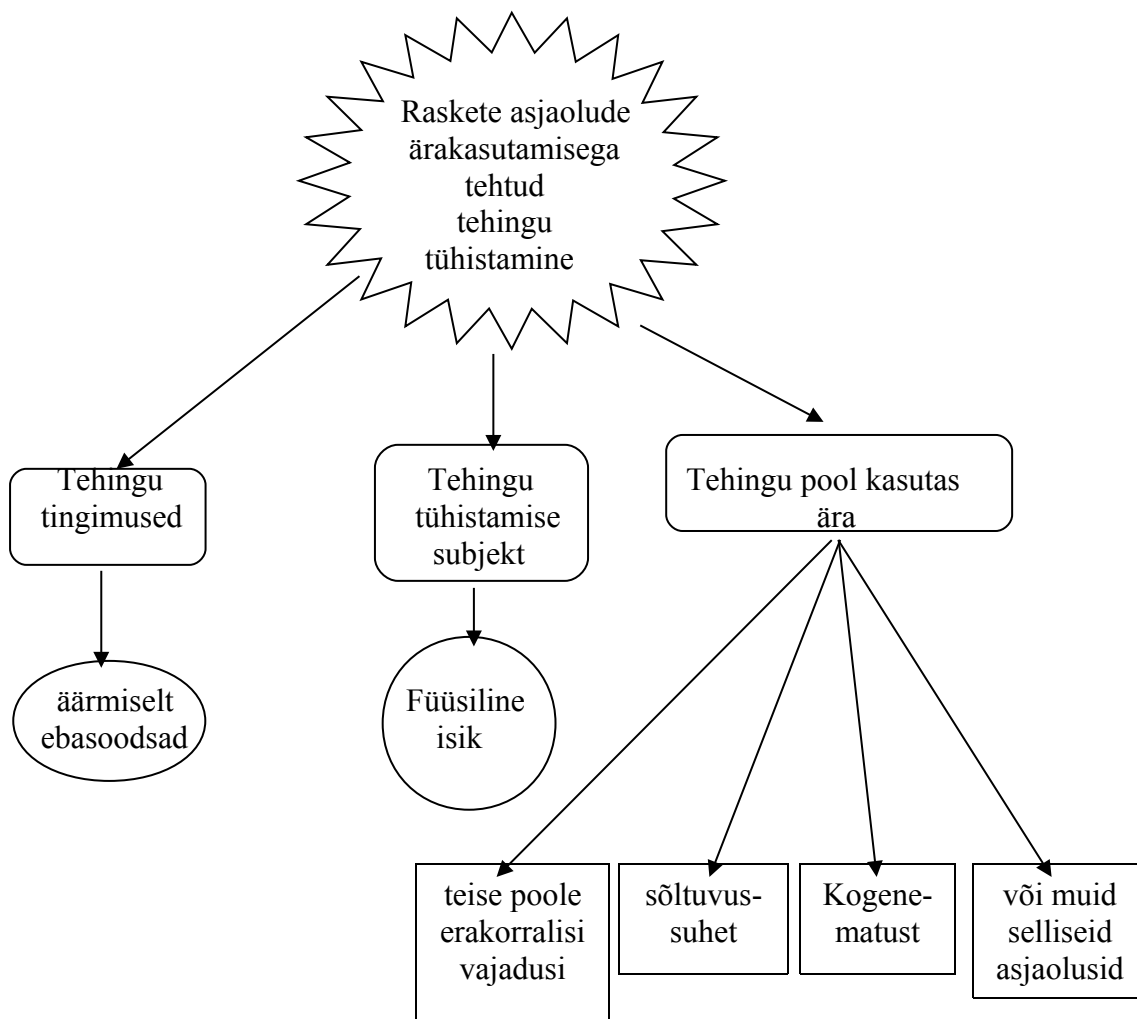 Raskete asjaolude
ärakasutamisega
tehtud
tehingu
tühistamine
Tehingu
tingimused
Tehingu
tühistamise
subjekt
Tehingu pool kasutas
ära
äärmiselt
ebasoodsad
Füüsiline
isik
teise poole
erakorralisi
vajadusi
sõltuvus-
suhet
Kogene-
matust
või muid
selliseid
asjaolusid